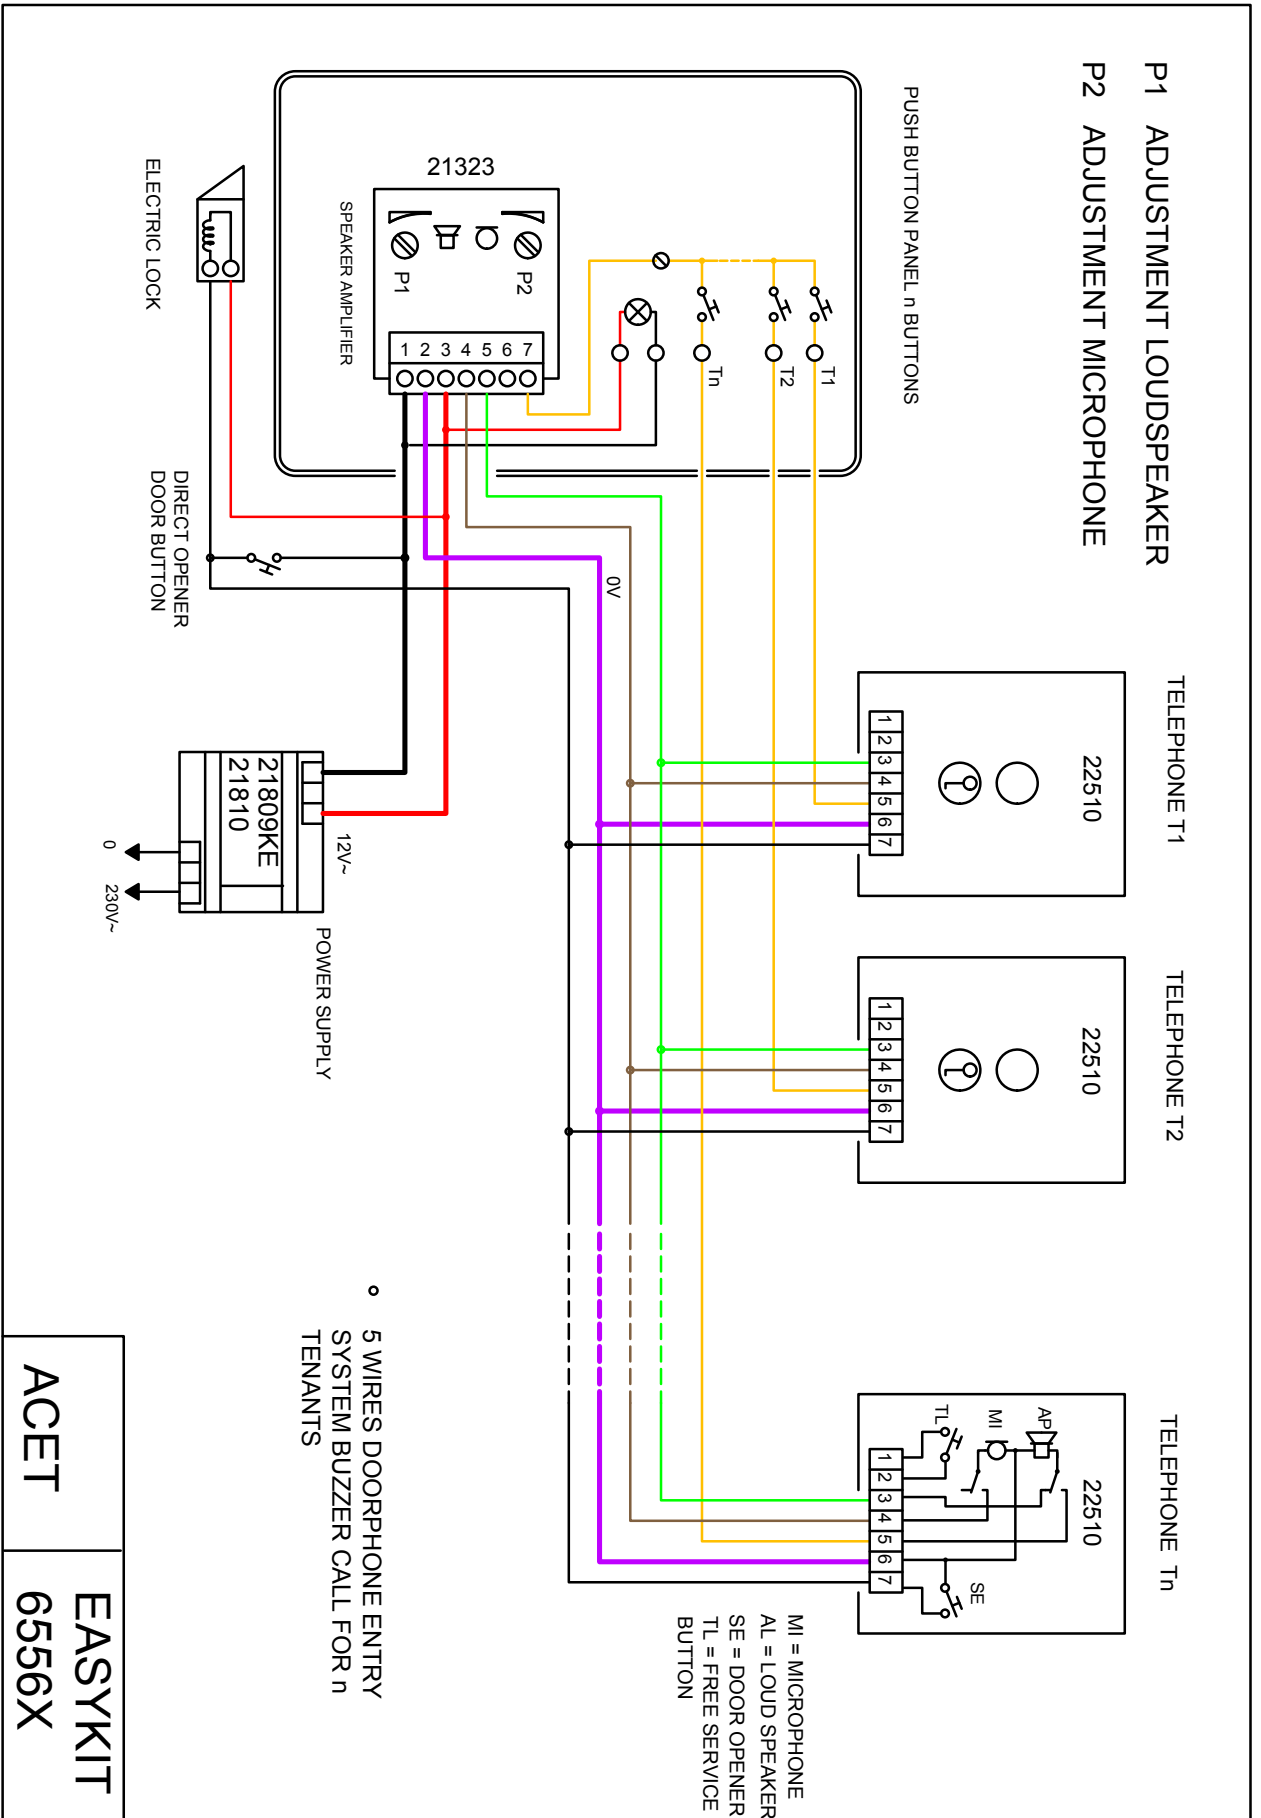 P1 ADJUSTMENT LOUDSPEAKER
P2 ADJUSTMENT MICROPHONE
PUSH BUTTON PANEL n BUTTONS
21323
SPEAKER AMPLIFIER
P1
P2
1 2 3 4 5 6 7
T1
T2
Tn
ELECTRIC LOCK
DIRECT OPENER
DOOR BUTTON
0V
TELEPHONE T1
22510
1 2 3 4 5 6 7
TELEPHONE T2
22510
1 2 3 4 5 6 7
TELEPHONE Tn
22510
AP
MI
TL
SE
1 2 3 4 5 6 7
21809KE
21810
12V~
0
230V~
POWER SUPPLY
MI = MICROPHONE
AL = LOUD SPEAKER
SE = DOOR OPENER
TL = FREE SERVICE
BUTTON
5 WIRES DOORPHONE ENTRY
SYSTEM BUZZER CALL FOR n
TENANTS
ACET
EASYKIT
6556X